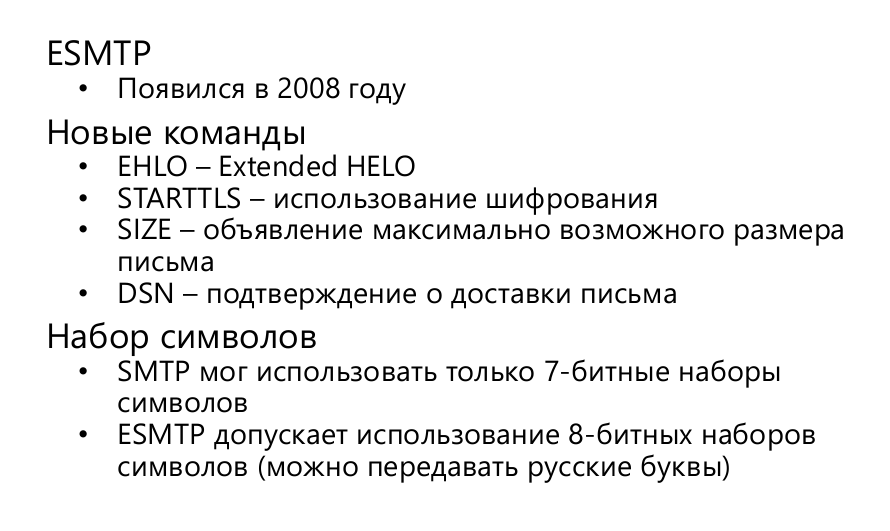 ESMTP
• Появился в 2008 году
Новые команды
• EHLO – Extended HELO
• STARTTLS – использование шифрования
• SIZE – объявление максимально возможного размера
письма
• DSN – подтверждение о доставки письма
Набор символов
• SMTP мог использовать только 7-битные наборы
символов
• ESMTP допускает использование 8-битных наборов
символов (можно передавать русские буквы)